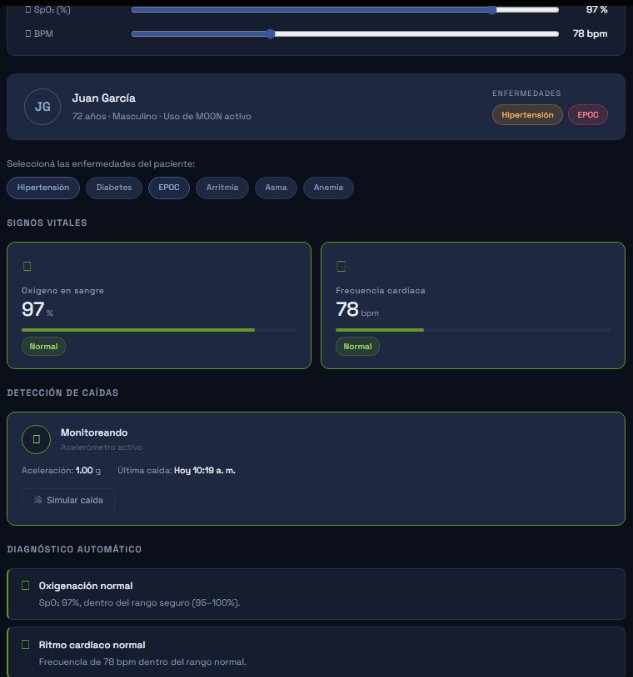 SpO₂ (%) 97 %
BPM 78 bpm
JG
Juan García
72 años · Masculino · Uso de MOON activo
ENFERMEDADES
Hipertensión EPOC
Seleccioná las enfermedades del paciente:
Hipertensión Diabetes EPOC Arritmia Asma Anemia
SIGNOS VITALES
Oxígeno en sangre
97 %
Normal
Frecuencia cardíaca
78 bpm
Normal
DETECCIÓN DE CAÍDAS
Monitoreando
Acelerómetro activo
Aceleración: 1.00 g Última caída: Hoy 10:19 a. m.
Simular caída
DIAGNÓSTICO AUTOMÁTICO
Oxigenación normal
SpO₂ 97%, dentro del rango seguro (95–100%).
Ritmo cardíaco normal
Frecuencia de 78 bpm dentro del rango normal.